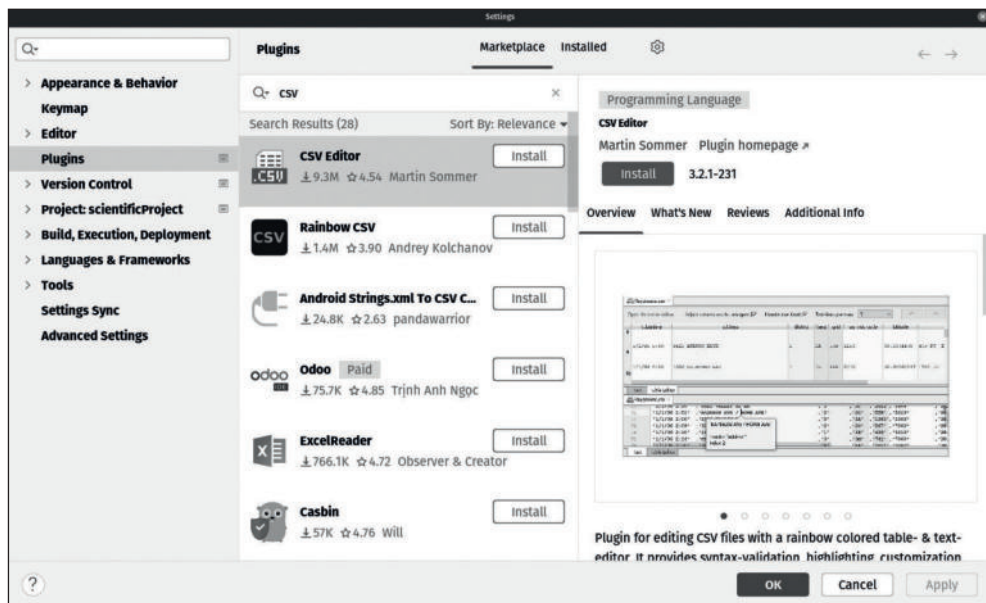 Settings
Appearance & Behavior
Keymap
Editor
Plugins
Version Control
Project: scientificProject
Build, Execution, Deployment
Languages & Frameworks
Tools
Settings Sync
Advanced Settings
Plugins
Marketplace Installed
csv
Search Results (28) Sort By: Relevance
.CSV
CSV Editor Install
9.3M 4.54 Martin Sommer
CSV
Rainbow CSV Install
1.4M 3.90 Andrey Kolchanov
Android Strings.xml To CSV C... Install
24.8K 2.63 pandawarrior
odoo
Odoo Paid Install
75.7K 4.85 Trịnh Anh Ngọc
X
ExcelReader Install
766.1K 4.72 Observer & Creator
Casbin Install
57K 4.76 Will
Programming Language
CSV Editor
Martin Sommer Plugin homepage ↗
Install 3.2.1-231
Overview What's New Reviews Additional Info
Plugin for editing CSV files with a rainbow colored table- & text-
editor. It provides syntax-validation, highlighting, customization
? OK Cancel Apply